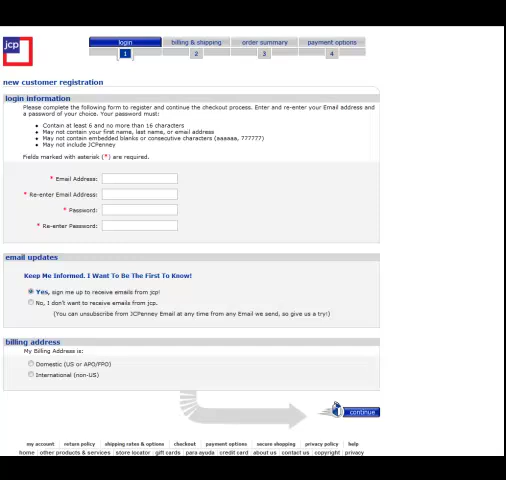 jcp
login
billing & shipping
order summary
payment options
1
2
3
4
new customer registration
login information
Please complete the following form to register and continue the checkout process. Enter and re-enter your Email address and
a password of your choice. Your password must:
• Contain at least 6 and no more than 16 characters
• May not contain your first name, last name, or email address
• May not contain embedded blanks or consecutive characters (aaaaaa, 777777)
• May not include JCPenney
Fields marked with asterisk (*) are required.
* Email Address:
* Re-enter Email Address:
* Password:
* Re-enter Password:
email updates
Keep Me Informed. I Want To Be The First To Know!
Yes, sign me up to receive emails from jcp!
No, I don't want to receive emails from jcp.
(You can unsubscribe from JCPenney Email at any time from any Email we send, so give us a try!)
billing address
My Billing Address is:
Domestic (US or APO/FPO)
International (non-US)
continue
my account | return policy | shipping rates & options | checkout | payment options | secure shopping | privacy policy | help
home | other products & services | store locator | gift cards | para ayuda | credit card | about us | contact us | copyright | privacy